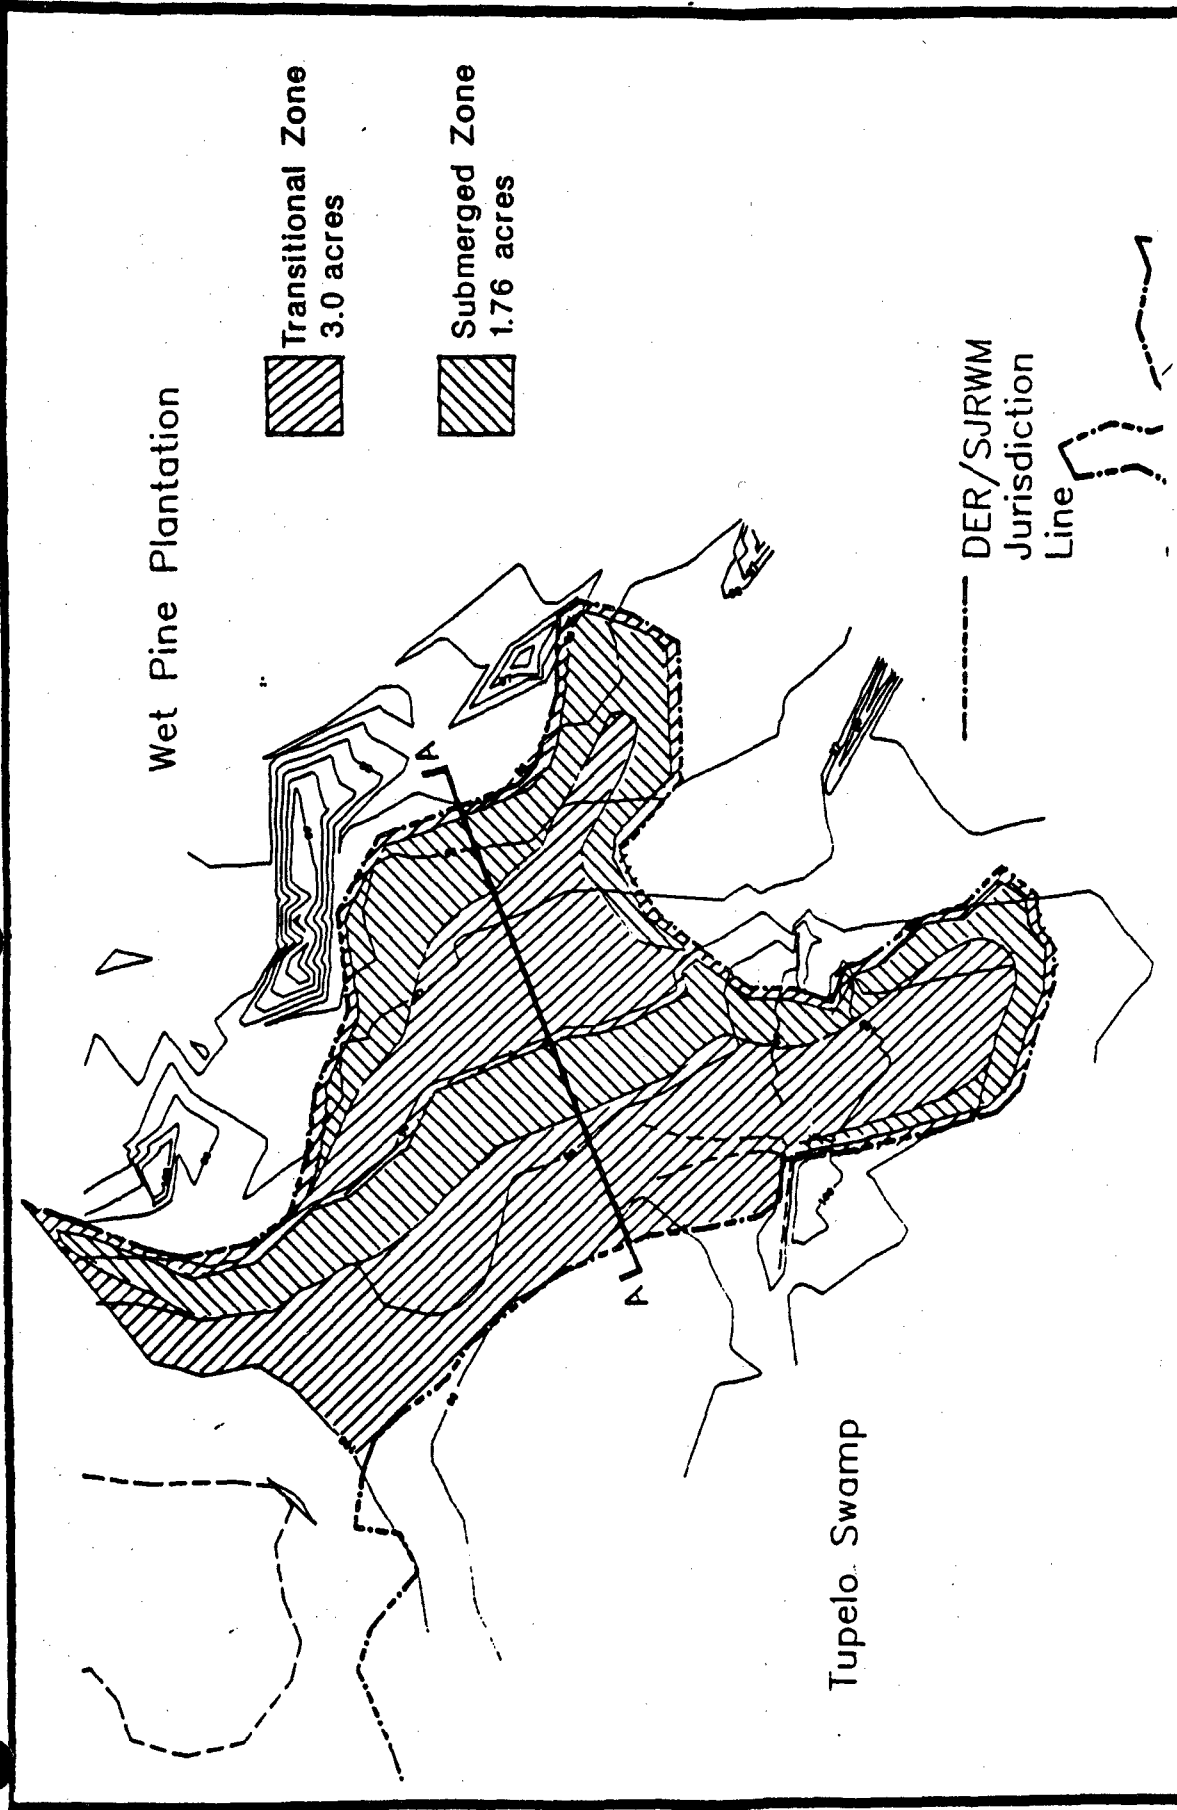 Wet Pine Plantation
Transitional Zone
3.0 acres
Submerged Zone
1.76 acres
DER/SJRWM
Jurisdiction
Line
A
A
Tupelo Swamp